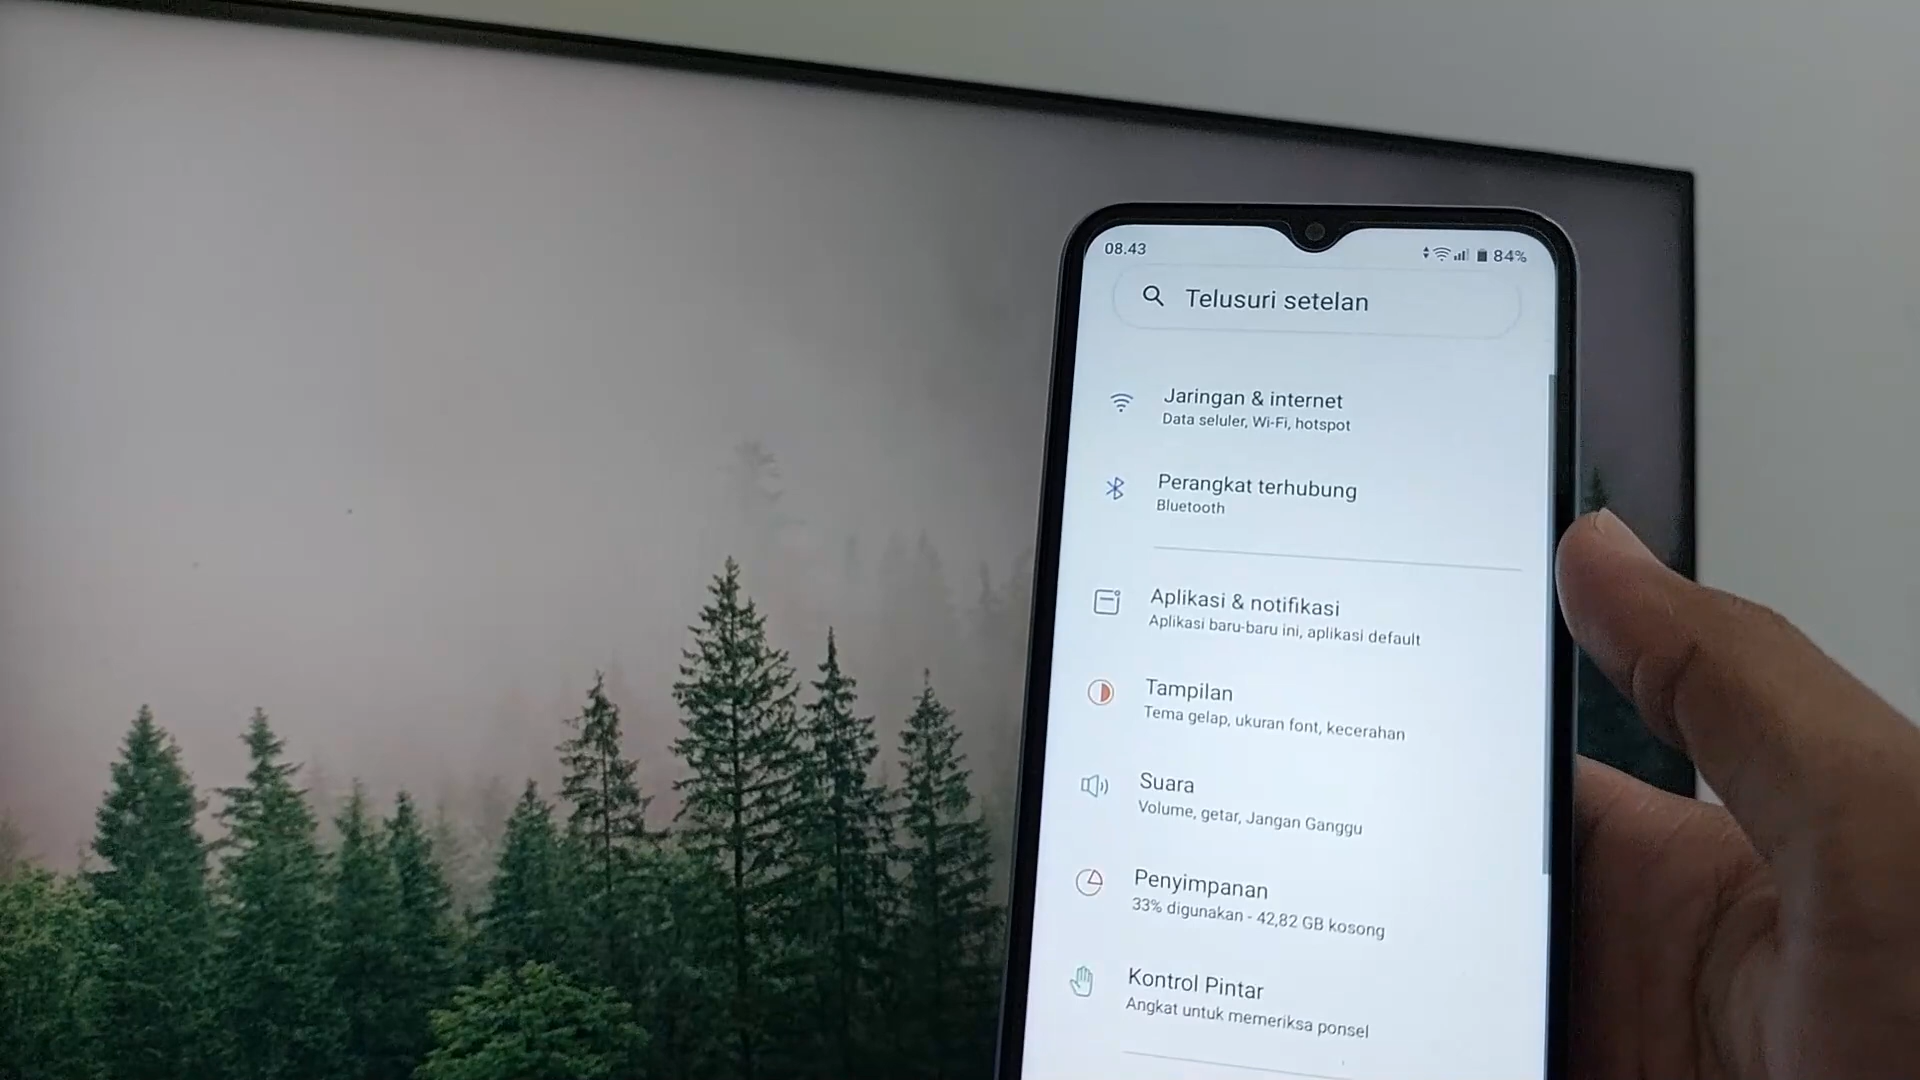 08.43
84%
Telusuri setelan
Jaringan & internet
Data seluler, Wi-Fi, hotspot
Perangkat terhubung
Bluetooth
Aplikasi & notifikasi
Aplikasi baru-baru ini, aplikasi default
Tampilan
Tema gelap, ukuran font, kecerahan
Suara
Volume, getar, Jangan Ganggu
Penyimpanan
33% digunakan - 42,82 GB kosong
Kontrol Pintar
Angkat untuk memeriksa ponsel